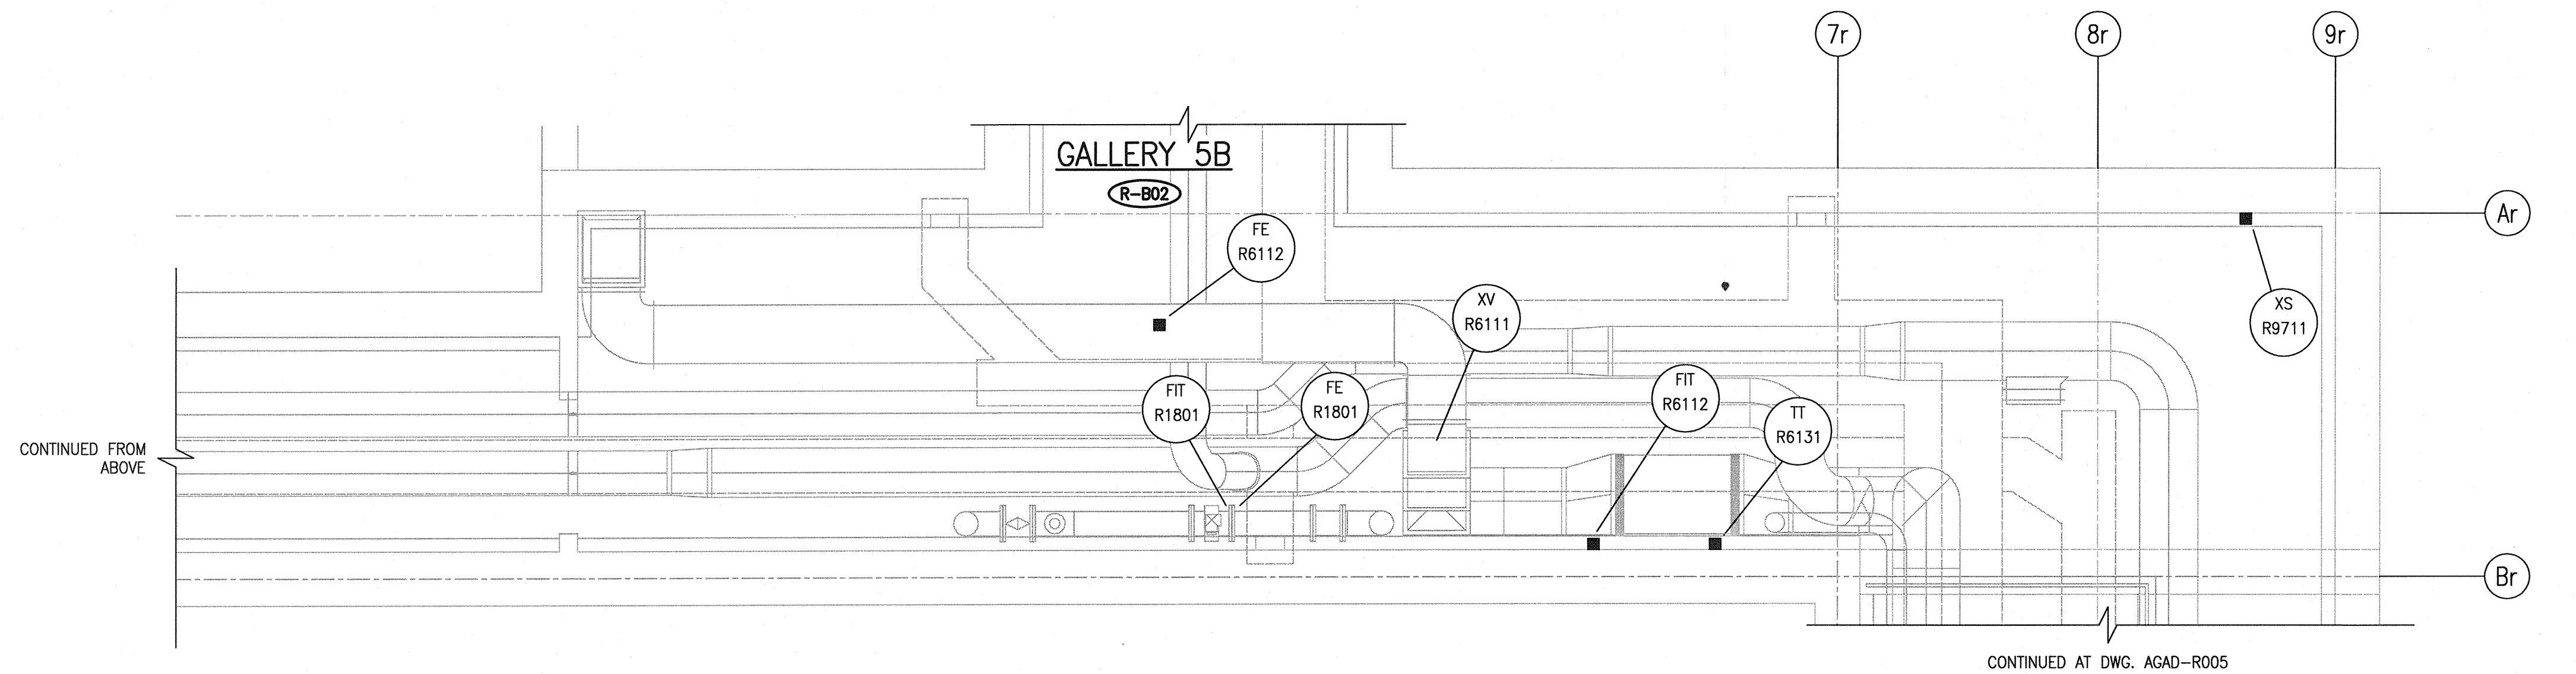 7r
8r
9r
GALLERY 5B
R-B02
Ar
FE
R6112
XV
R6111
XS
R9711
FIT
R1801
FE
R1801
FIT
R6112
TT
R6131
CONTINUED FROM
ABOVE
Br
CONTINUED AT DWG. AGAD-R005